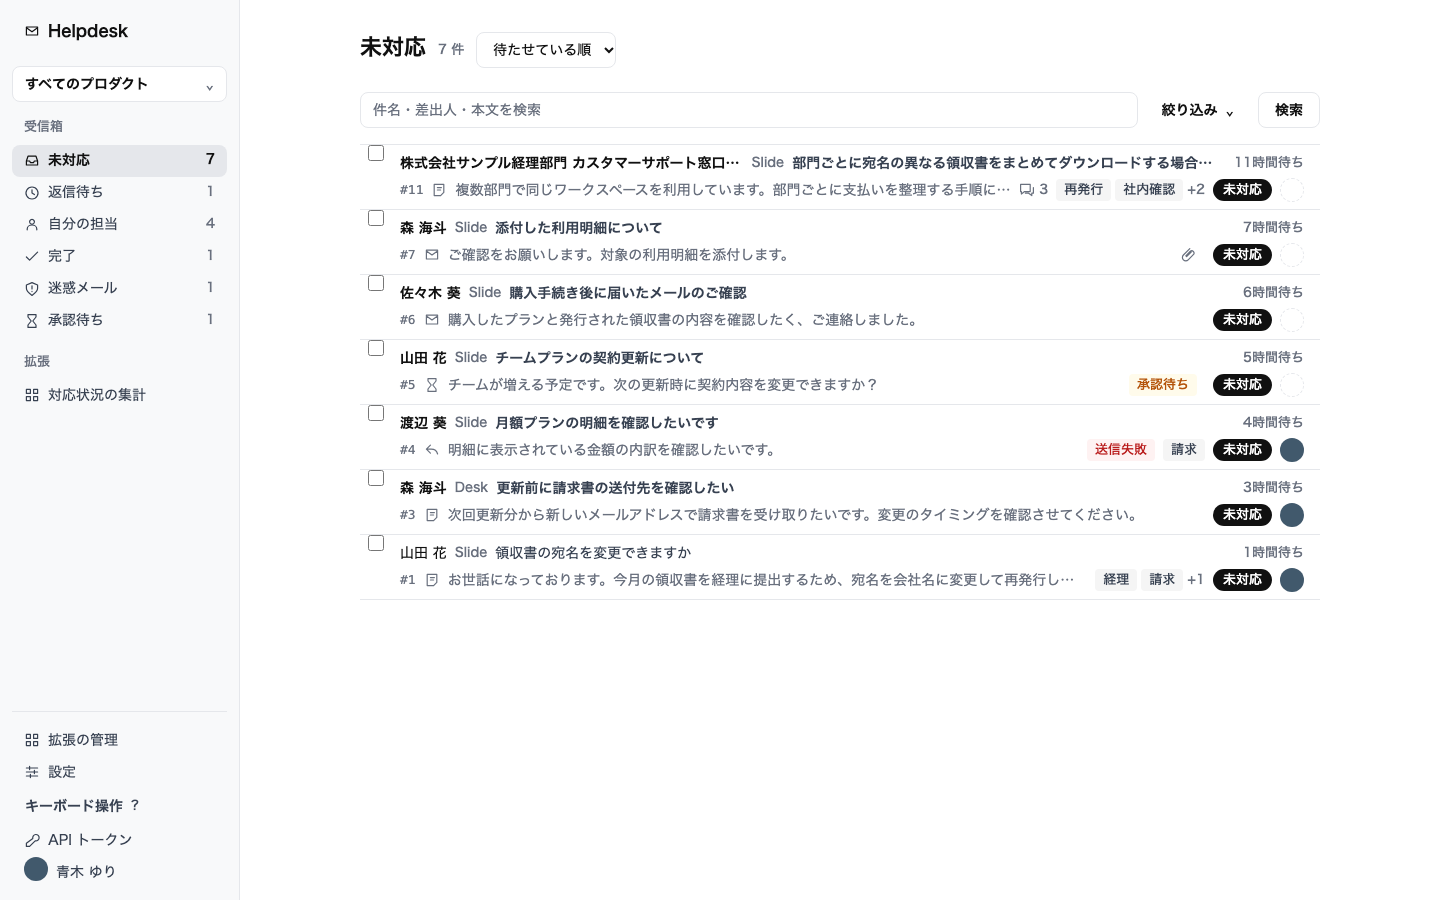 Helpdesk
すべてのプロダクト
受信箱
未対応 7
返信待ち 1
自分の担当 4
完了 1
迷惑メール 1
承認待ち 1
拡張
対応状況の集計
拡張の管理
設定
キーボード操作 ?
API トークン
青木 ゆり
未対応 7 件 待たせている順
件名・差出人・本文を検索 絞り込み 検索
株式会社サンプル経理部門 カスタマーサポート窓口… Slide 部門ごとに宛名の異なる領収書をまとめてダウンロードする場合… 11時間待ち
#11 複数部門で同じワークスペースを利用しています。部門ごとに支払いを整理する手順に… 3 再発行 社内確認 +2 未対応
森 海斗 Slide 添付した利用明細について 7時間待ち
#7 ご確認をお願いします。対象の利用明細を添付します。 未対応
佐々木 葵 Slide 購入手続き後に届いたメールのご確認 6時間待ち
#6 購入したプランと発行された領収書の内容を確認したく、ご連絡しました。 未対応
山田 花 Slide チームプランの契約更新について 5時間待ち
#5 チームが増える予定です。次の更新時に契約内容を変更できますか？ 承認待ち 未対応
渡辺 葵 Slide 月額プランの明細を確認したいです 4時間待ち
#4 明細に表示されている金額の内訳を確認したいです。 送信失敗 請求 未対応
森 海斗 Desk 更新前に請求書の送付先を確認したい 3時間待ち
#3 次回更新分から新しいメールアドレスで請求書を受け取りたいです。変更のタイミングを確認させてください。 未対応
山田 花 Slide 領収書の宛名を変更できますか 1時間待ち
#1 お世話になっております。今月の領収書を経理に提出するため、宛名を会社名に変更して再発行し… 経理 請求 +1 未対応